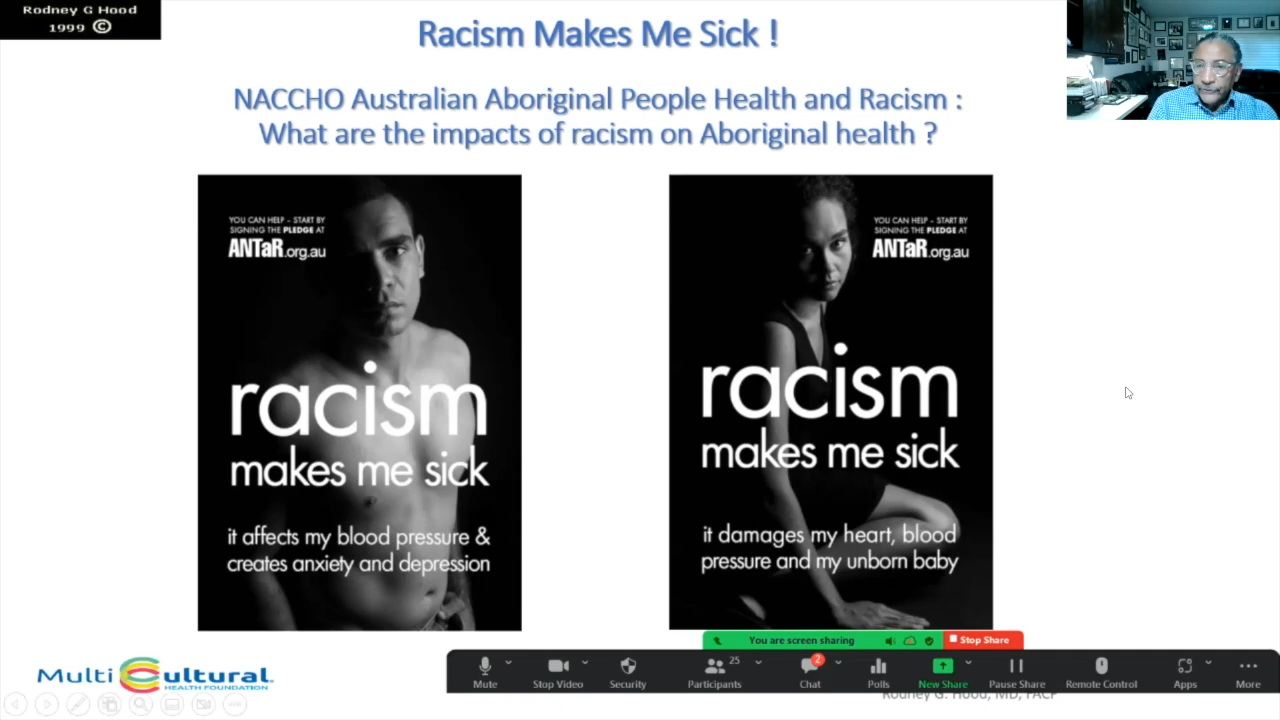 Rodney G Hood
1999 ©
Racism Makes Me Sick !
NACCHO Australian Aboriginal People Health and Racism :
What are the impacts of racism on Aboriginal health ?
YOU CAN HELP - START BY
SIGNING THE PLEDGE AT
ANTaR.org.au
racism
makes me sick
it affects my blood pressure &
creates anxiety and depression
YOU CAN HELP - START BY
SIGNING THE PLEDGE AT
ANTaR.org.au
racism
makes me sick
it damages my heart, blood
pressure and my unborn baby
You are screen sharing
Stop Share
MultiCultural
HEALTH FOUNDATION
25
2
Mute
Stop Video
Security
Participants
Chat
Polls
New Share
Pause Share
Remote Control
Apps
More
Rodney G. Hood, MD, FACP